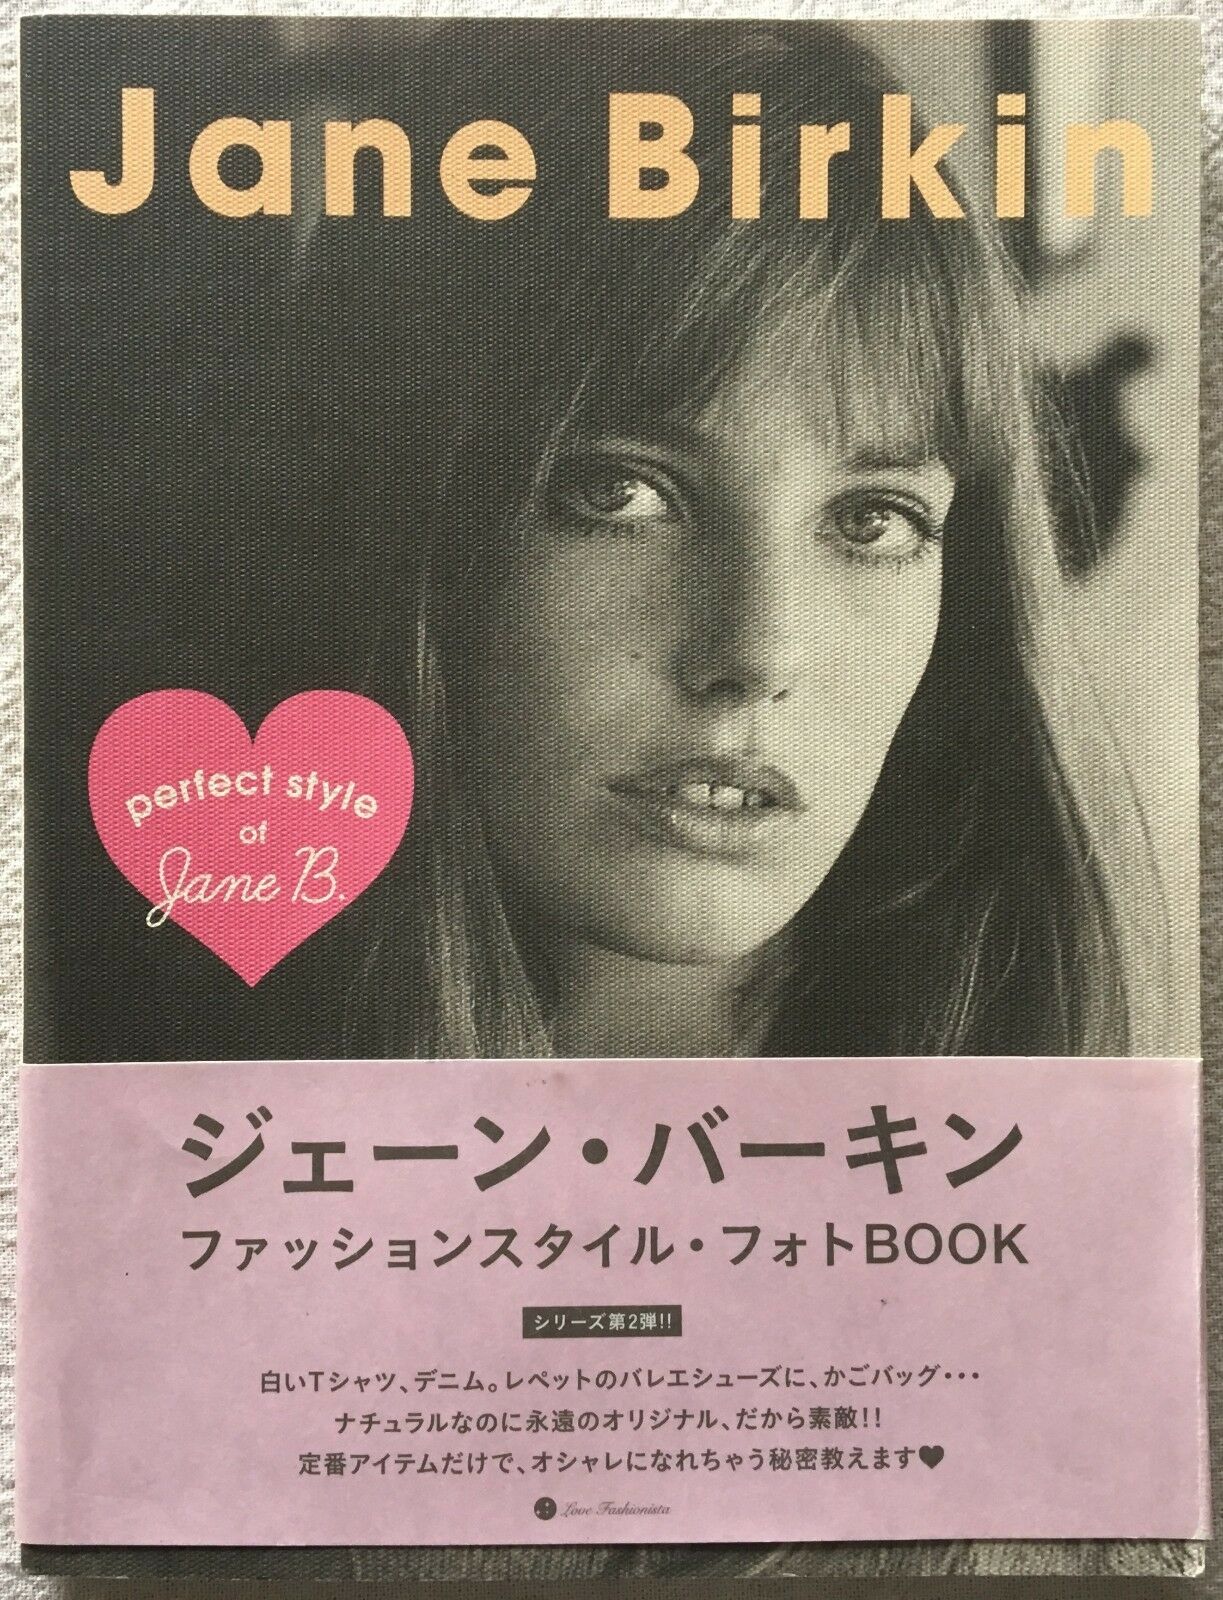 Jane Birkin
perfect style
of
Jane B.
ジェーン・バーキン
ファッションスタイル・フォトBOOK
シリーズ第2弾!!
白いTシャツ、デニム。レペットのバレエシューズに、かごバッグ・・・
ナチュラルなのに永遠のオリジナル、だから素敵!!
定番アイテムだけで、オシャレになれちゃう秘密教えます♥
Love Fashionista